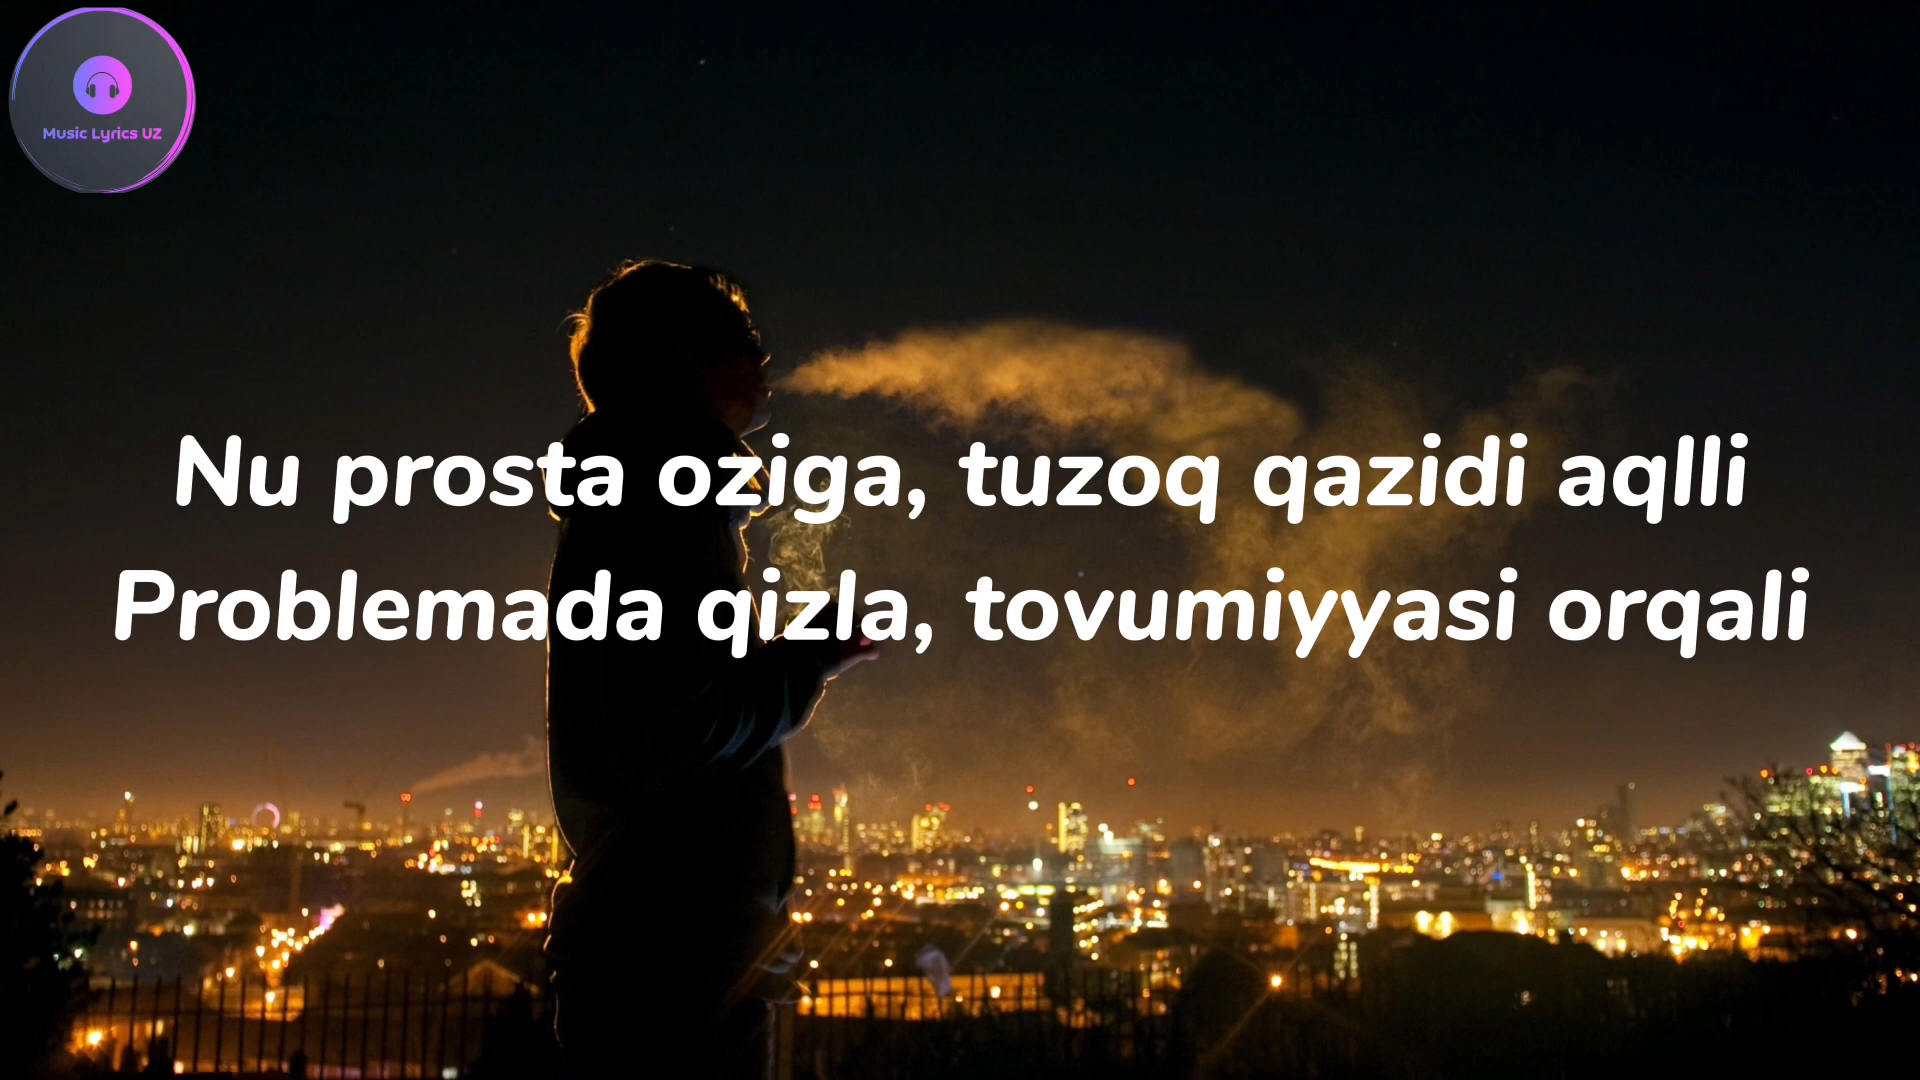 Music Lyrics UZ
Nu prosta oziga, tuzoq qazidi aqlli
Problemada qizla, tovumiyyasi orqali